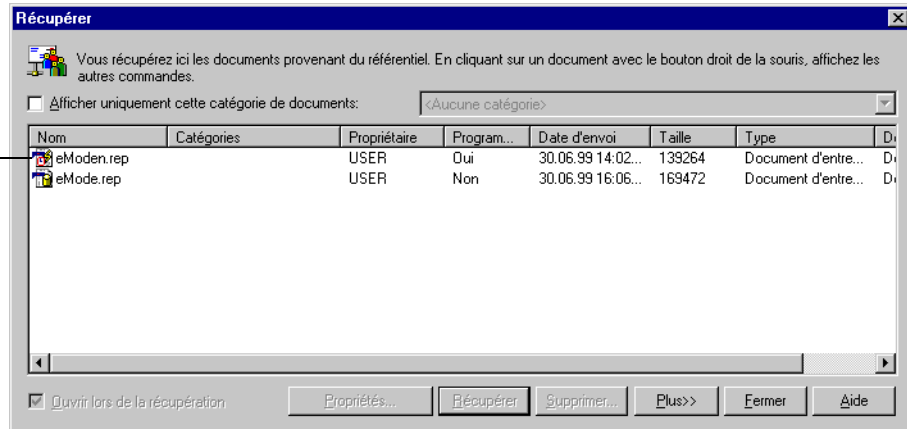 Récupérer
Vous récupérez ici les documents provenant du référentiel. En cliquant sur un document avec le bouton droit de la souris, affichez les
autres commandes.
Afficher uniquement cette catégorie de documents: <Aucune catégorie>
Nom Catégories Propriétaire Program... Date d'envoi Taille Type
eModen.rep USER Oui 30.06.99 14:02... 139264 Document d'entre...
eMode.rep USER Non 30.06.99 16:06... 169472 Document d'entre...
Ouvrir lors de la récupération Propriétés... Récupérer Supprimer... Plus>> Fermer Aide